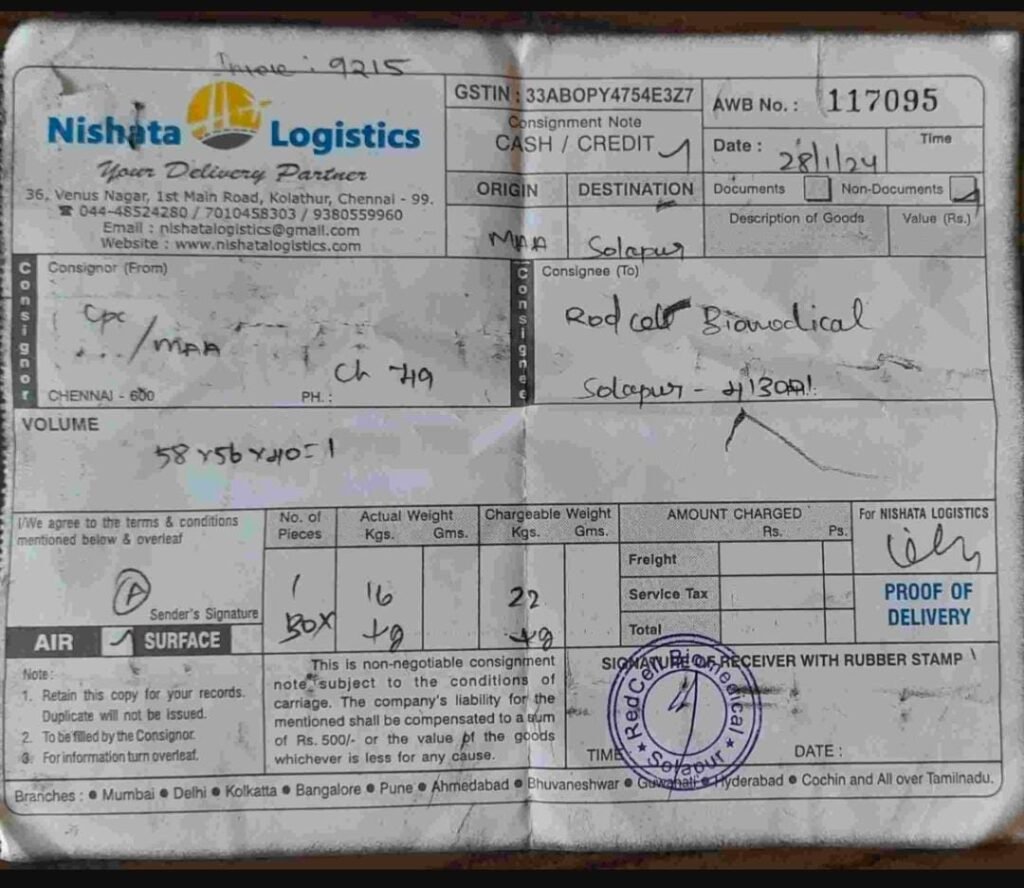 Invoice : 9215
Nishata Logistics
Your Delivery Partner
36, Venus Nagar, 1st Main Road, Kolathur, Chennai - 99.
☎ 044-48524280 / 7010458303 / 9380559960
Email : nishatalogistics@gmail.com
Website : www.nishatalogistics.com
GSTIN : 33ABOPY4754E3Z7
Consignment Note
CASH / CREDIT
AWB No. : 117095
Date : 28/1/24
Time
ORIGIN
DESTINATION
Documents
Non-Documents
MAA
Solapur
Description of Goods
Value (Rs.)
Consignor
Consignor (From)
Cpc
/MAA
Ch 49
CHENNAI - 600
PH. :
Consignee
Consignee (To)
Red cell Biomedical
Solapur -
VOLUME
58 x 56 x 40 = 1
I/We agree to the terms & conditions
mentioned below & overleaf
Sender's Signature
AIR
SURFACE
No. of
Pieces
1
BOX
Actual Weight
Kgs. Gms.
16
kg
Chargeable Weight
Kgs. Gms.
22
kg
AMOUNT CHARGED
Rs. Ps.
Freight
Service Tax
Total
For NISHATA LOGISTICS
PROOF OF
DELIVERY
Note :
1. Retain this copy for your records.
Duplicate will not be issued.
2. To be filled by the Consignor.
3. For information turn overleaf.
This is non-negotiable consignment
note subject to the conditions of
carriage. The company's liability for the
mentioned shall be compensated to a sum
of Rs. 500/- or the value of the goods
whichever is less for any cause.
SIGNATURE OF RECEIVER WITH RUBBER STAMP
RedCell Biomedical
★ Solapur ★
TIME
DATE :
Branches : ● Mumbai ● Delhi ● Kolkatta ● Bangalore ● Pune ● Ahmedabad ● Bhuvaneshwar ● Guwahati ● Hyderabad ● Cochin and All over Tamilnadu.